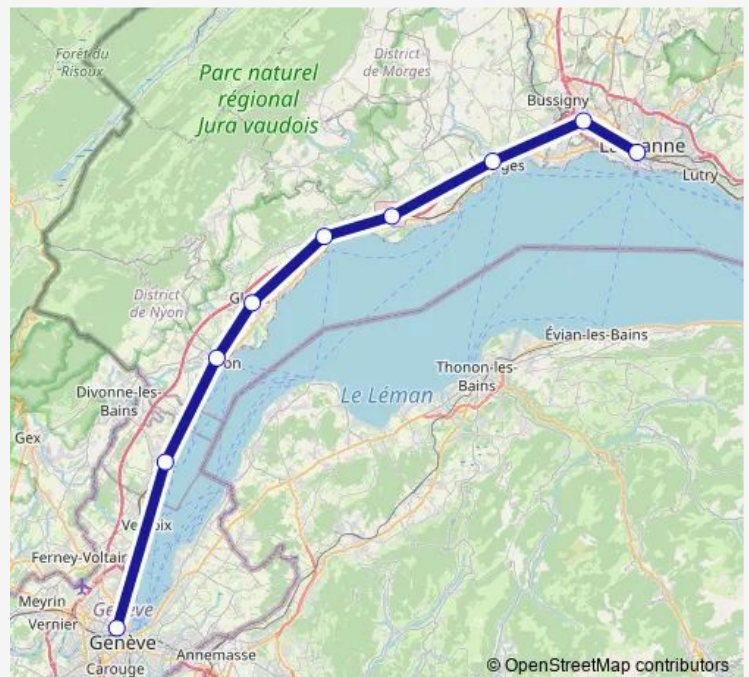 Forêt du
Risoux
Parc naturel
régional
Jura vaudois
District
de Morges
Bussigny
Lutry
District
de Nyon
Évian-les-Bains
Thonon-les-
Bains
Le Léman
Divonne-les-
Bains
Gex
Ferney-Voltair
Meyrin
Vernier
Genève
Annemasse
Carouge
© OpenStreetMap contributors